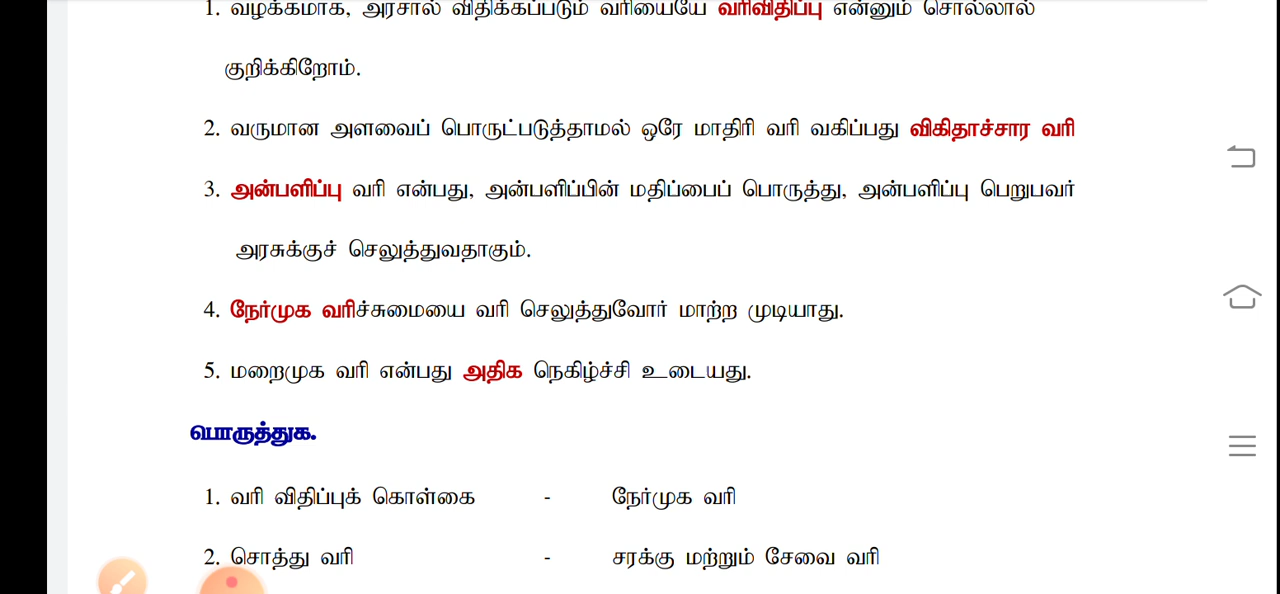 1. வழக்கமாக, அரசால் விதிக்கப்படும் வரியையே வரிவிதிப்பு என்னும் சொல்லால்
குறிக்கிறோம்.
2. வருமான அளவைப் பொருட்படுத்தாமல் ஒரே மாதிரி வரி வகிப்பது விகிதாச்சார வரி
3. அன்பளிப்பு வரி என்பது, அன்பளிப்பின் மதிப்பைப் பொருத்து, அன்பளிப்பு பெறுபவர்
அரசுக்குச் செலுத்துவதாகும்.
4. நேர்முக வரிச்சுமையை வரி செலுத்துவோர் மாற்ற முடியாது.
5. மறைமுக வரி என்பது அதிக நெகிழ்ச்சி உடையது.
பொருத்துக.
1. வரி விதிப்புக் கொள்கை - நேர்முக வரி
2. சொத்து வரி - சரக்கு மற்றும் சேவை வரி